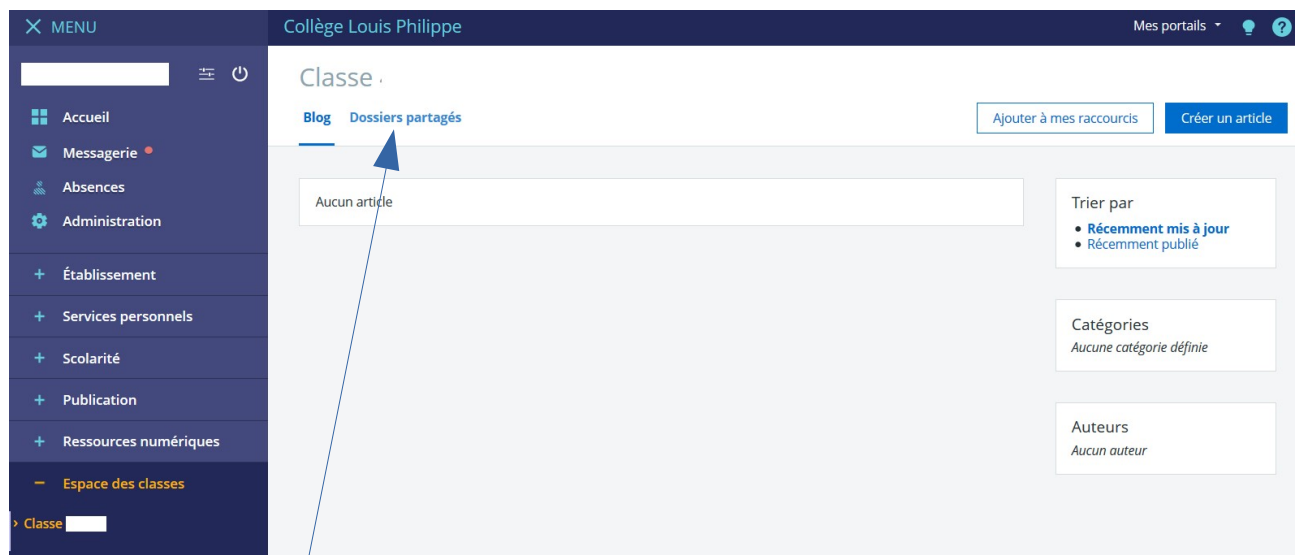 MENU
Collège Louis Philippe
Mes portails
?
Accueil
Messagerie
Absences
Administration
+ Établissement
+ Services personnels
+ Scolarité
+ Publication
+ Ressources numériques
− Espace des classes
› Classe
Classe
Blog Dossiers partagés
Ajouter à mes raccourcis
Créer un article
Aucun article
Trier par
• Récemment mis à jour
• Récemment publié
Catégories
Aucune catégorie définie
Auteurs
Aucun auteur